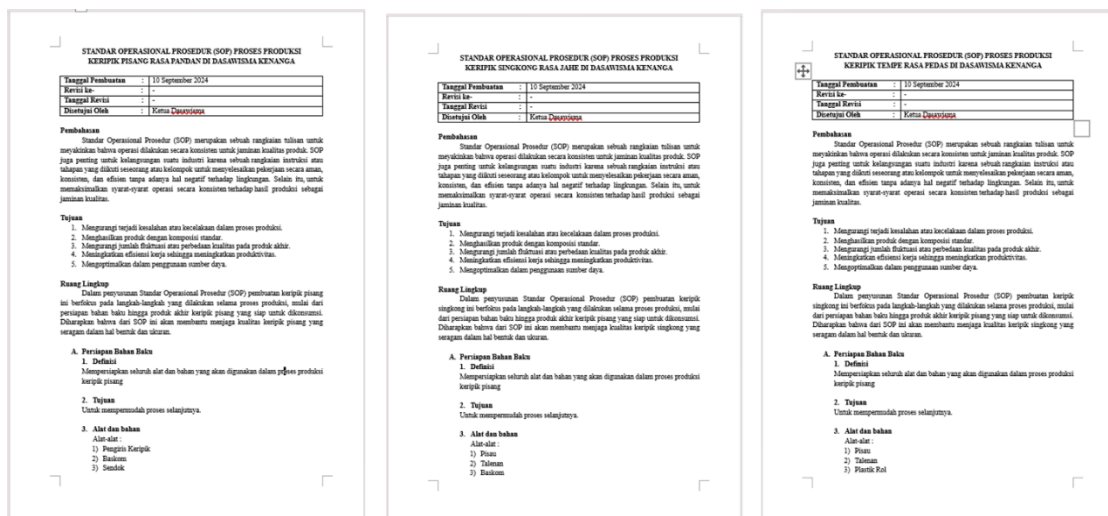 STANDAR OPERASIONAL PROSEDUR (SOP) PROSES PRODUKSI
KERIPIK PISANG RASA PANDAN DI DASAWISMA KENANGA
Tanggal Pembuatan : 10 September 2024
Revisi ke- : -
Tanggal Revisi : -
Disetujui Oleh : Ketua Dasawisma
Pembahasan
Standar Operasional Prosedur (SOP) merupakan sebuah rangkaian tulisan untuk
meyakinkan bahwa operasi dilakukan secara konsisten untuk jaminan kualitas produk. SOP
juga penting untuk kelangsungan suatu industri karena sebuah rangkaian instruksi atau
tahapan yang diikuti seseorang atau kelompok untuk menyelesaikan pekerjaan secara aman,
konsisten, dan efisien tanpa adanya hal negatif terhadap lingkungan. Selain itu, untuk
memaksimalkan syarat-syarat operasi secara konsisten terhadap hasil produksi sebagai
jaminan kualitas.
Tujuan
1. Mengurangi terjadi kesalahan atau kecelakaan dalam proses produksi.
2. Menghasilkan produk dengan komposisi standar.
3. Mengurangi jumlah fluktuasi atau perbedaan kualitas pada produk akhir.
4. Meningkatkan efisiensi kerja sehingga meningkatkan produktivitas.
5. Mengoptimalkan dalam penggunaan sumber daya.
Ruang Lingkup
Dalam penyusunan Standar Operasional Prosedur (SOP) pembuatan keripik pisang
ini berfokus pada langkah-langkah yang dilakukan selama proses produksi, mulai dari
persiapan bahan baku hingga produk akhir keripik pisang yang siap untuk dikonsumsi.
Diharapkan bahwa dari SOP ini akan membantu menjaga kualitas keripik pisang yang
seragam dalam hal bentuk dan ukuran.
A. Persiapan Bahan Baku
1. Definisi
Mempersiapkan seluruh alat dan bahan yang akan digunakan dalam proses produksi
keripik pisang
2. Tujuan
Untuk mempermudah proses selanjutnya.
3. Alat dan bahan
Alat-alat :
1) Pengiris Keripik
2) Baskom
3) Sendok
STANDAR OPERASIONAL PROSEDUR (SOP) PROSES PRODUKSI
KERIPIK SINGKONG RASA JAHE DI DASAWISMA KENANGA
Tanggal Pembuatan : 10 September 2024
Revisi ke- : -
Tanggal Revisi : -
Disetujui Oleh : Ketua Dasawisma
Pembahasan
Standar Operasional Prosedur (SOP) merupakan sebuah rangkaian tulisan untuk
meyakinkan bahwa operasi dilakukan secara konsisten untuk jaminan kualitas produk. SOP
juga penting untuk kelangsungan suatu industri karena sebuah rangkaian instruksi atau
tahapan yang diikuti seseorang atau kelompok untuk menyelesaikan pekerjaan secara aman,
konsisten, dan efisien tanpa adanya hal negatif terhadap lingkungan. Selain itu, untuk
memaksimalkan syarat-syarat operasi secara konsisten terhadap hasil produksi sebagai
jaminan kualitas.
Tujuan
1. Mengurangi terjadi kesalahan atau kecelakaan dalam proses produksi.
2. Menghasilkan produk dengan komposisi standar.
3. Mengurangi jumlah fluktuasi atau perbedaan kualitas pada produk akhir.
4. Meningkatkan efisiensi kerja sehingga meningkatkan produktivitas.
5. Mengoptimalkan dalam penggunaan sumber daya.
Ruang Lingkup
Dalam penyusunan Standar Operasional Prosedur (SOP) pembuatan keripik
singkong ini berfokus pada langkah-langkah yang dilakukan selama proses produksi, mulai
dari persiapan bahan baku hingga produk akhir keripik pisang yang siap untuk dikonsumsi.
Diharapkan bahwa dari SOP ini akan membantu menjaga kualitas keripik singkong yang
seragam dalam hal bentuk dan ukuran.
A. Persiapan Bahan Baku
1. Definisi
Mempersiapkan seluruh alat dan bahan yang akan digunakan dalam proses produksi
keripik pisang
2. Tujuan
Untuk mempermudah proses selanjutnya.
3. Alat dan bahan
Alat-alat :
1) Pisau
2) Talenan
3) Baskom
STANDAR OPERASIONAL PROSEDUR (SOP) PROSES PRODUKSI
KERIPIK TEMPE RASA PEDAS DI DASAWISMA KENANGA
Tanggal Pembuatan : 10 September 2024
Revisi ke- : -
Tanggal Revisi : -
Disetujui Oleh : Ketua Dasawisma
Pembahasan
Standar Operasional Prosedur (SOP) merupakan sebuah rangkaian tulisan untuk
meyakinkan bahwa operasi dilakukan secara konsisten untuk jaminan kualitas produk. SOP
juga penting untuk kelangsungan suatu industri karena sebuah rangkaian instruksi atau
tahapan yang diikuti seseorang atau kelompok untuk menyelesaikan pekerjaan secara aman,
konsisten, dan efisien tanpa adanya hal negatif terhadap lingkungan. Selain itu, untuk
memaksimalkan syarat-syarat operasi secara konsisten terhadap hasil produksi sebagai
jaminan kualitas.
Tujuan
1. Mengurangi terjadi kesalahan atau kecelakaan dalam proses produksi.
2. Menghasilkan produk dengan komposisi standar.
3. Mengurangi jumlah fluktuasi atau perbedaan kualitas pada produk akhir.
4. Meningkatkan efisiensi kerja sehingga meningkatkan produktivitas.
5. Mengoptimalkan dalam penggunaan sumber daya.
Ruang Lingkup
Dalam penyusunan Standar Operasional Prosedur (SOP) pembuatan keripik
singkong ini berfokus pada langkah-langkah yang dilakukan selama proses produksi, mulai
dari persiapan bahan baku hingga produk akhir keripik pisang yang siap untuk dikonsumsi.
Diharapkan bahwa dari SOP ini akan membantu menjaga kualitas keripik singkong yang
seragam dalam hal bentuk dan ukuran.
A. Persiapan Bahan Baku
1. Definisi
Mempersiapkan seluruh alat dan bahan yang akan digunakan dalam proses produksi
keripik pisang
2. Tujuan
Untuk mempermudah proses selanjutnya.
3. Alat dan bahan
Alat-alat :
1) Pisau
2) Talenan
3) Plastik Rol